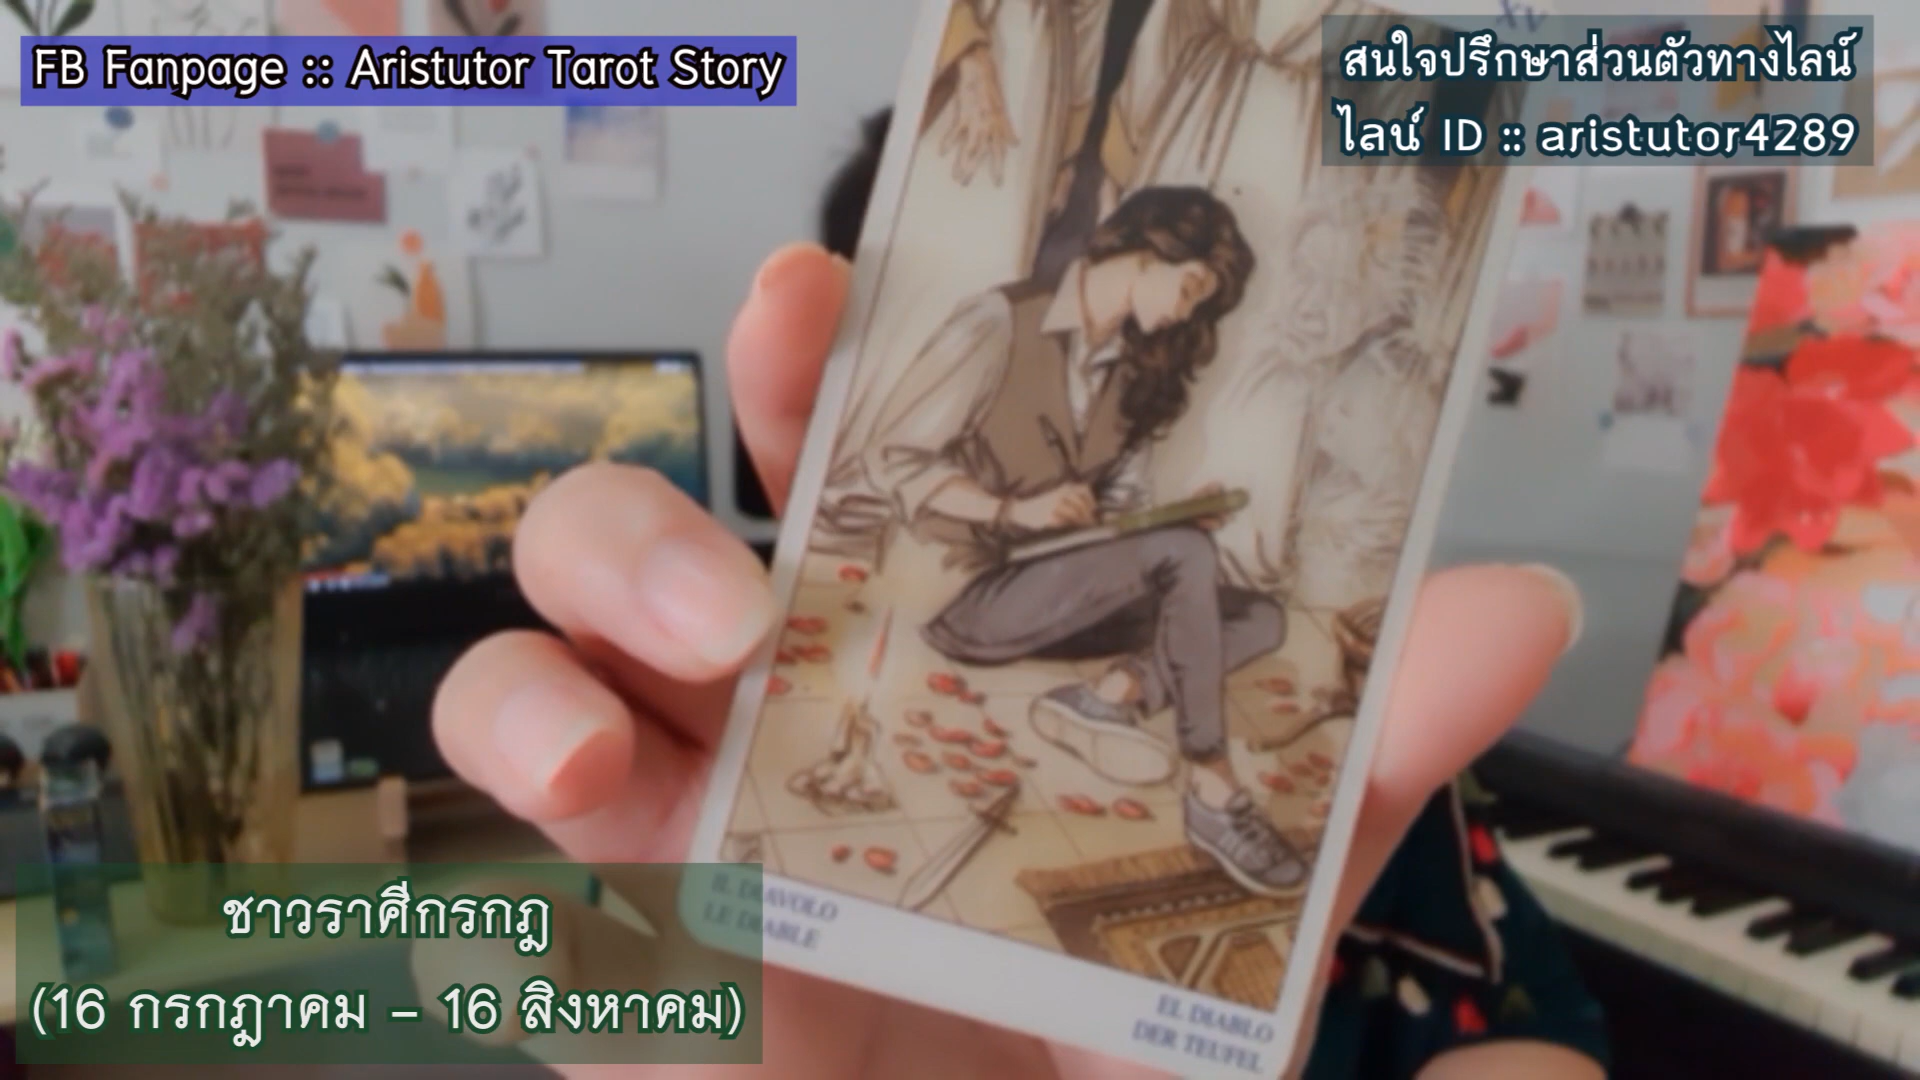 FB Fanpage :: Aristutor Tarot Story
สนใจปรึกษาส่วนตัวทางไลน์
ไลน์ ID :: aristutor4289
XV
IL DIAVOLO
LE DIABLE
EL DIABLO
DER TEUFEL
ชาวราศีกรกฎ
(16 กรกฎาคม – 16 สิงหาคม)